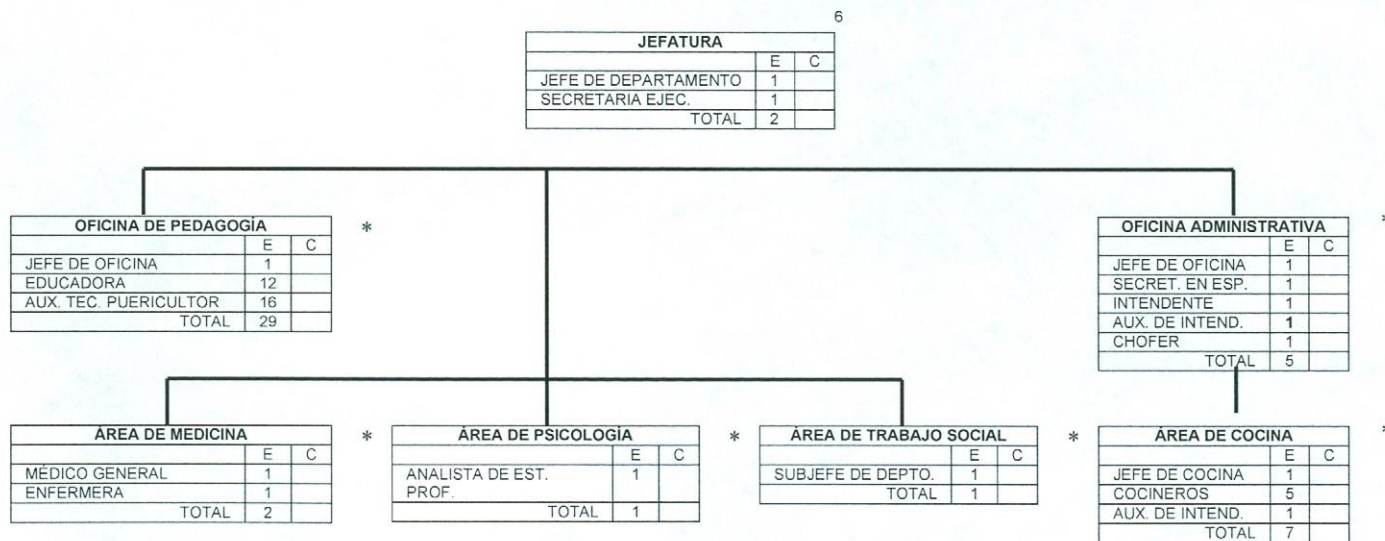 6
JEFATURA
E C
JEFE DE DEPARTAMENTO 1
SECRETARIA EJEC. 1
TOTAL 2
OFICINA DE PEDAGOGÍA *
E C
JEFE DE OFICINA 1
EDUCADORA 12
AUX. TEC. PUERICULTOR 16
TOTAL 29
OFICINA ADMINISTRATIVA *
E C
JEFE DE OFICINA 1
SECRET. EN ESP. 1
INTENDENTE 1
AUX. DE INTEND. 1
CHOFER 1
TOTAL 5
ÁREA DE MEDICINA *
E C
MÉDICO GENERAL 1
ENFERMERA 1
TOTAL 2
ÁREA DE PSICOLOGÍA *
E C
ANALISTA DE EST. 1
PROF.
TOTAL 1
ÁREA DE TRABAJO SOCIAL *
E C
SUBJEFE DE DEPTO. 1
TOTAL 1
ÁREA DE COCINA *
E C
JEFE DE COCINA 1
COCINEROS 5
AUX. DE INTEND. 1
TOTAL 7